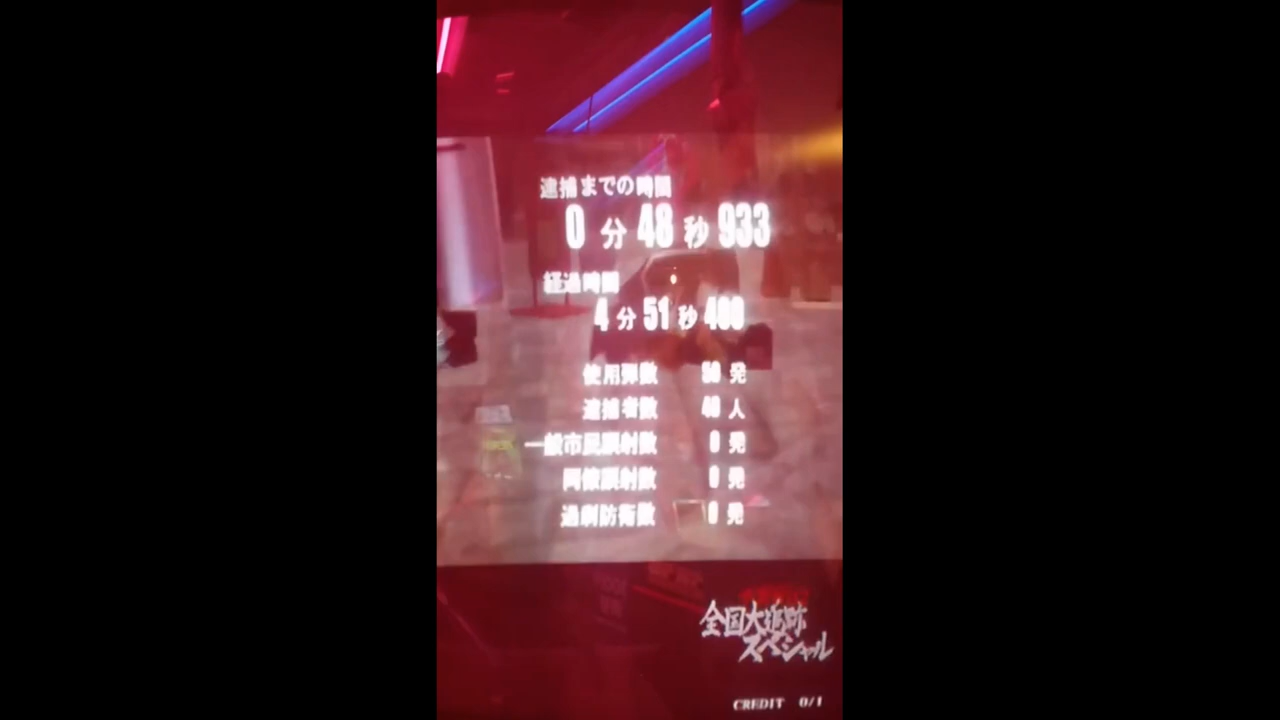 逮捕までの時間
0 分 48 秒 933
経過時間
4 分 51 秒 400
使用弾数 50 発
逮捕者数 40 人
一般市民誤射数 0 発
同僚誤射数 0 発
過剰防衛数 0 発
全国大追跡
スペシャル
CREDIT 0/1